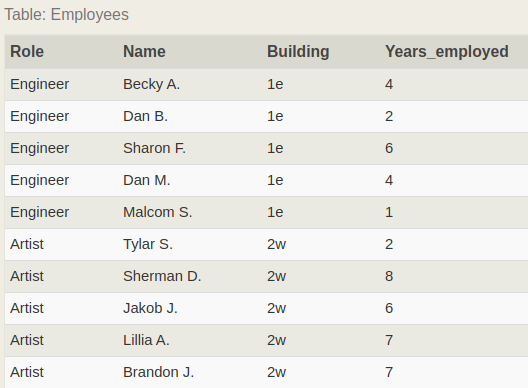 Table: Employees
Role Name Building Years_employed
Engineer Becky A. 1e 4
Engineer Dan B. 1e 2
Engineer Sharon F. 1e 6
Engineer Dan M. 1e 4
Engineer Malcom S. 1e 1
Artist Tylar S. 2w 2
Artist Sherman D. 2w 8
Artist Jakob J. 2w 6
Artist Lillia A. 2w 7
Artist Brandon J. 2w 7